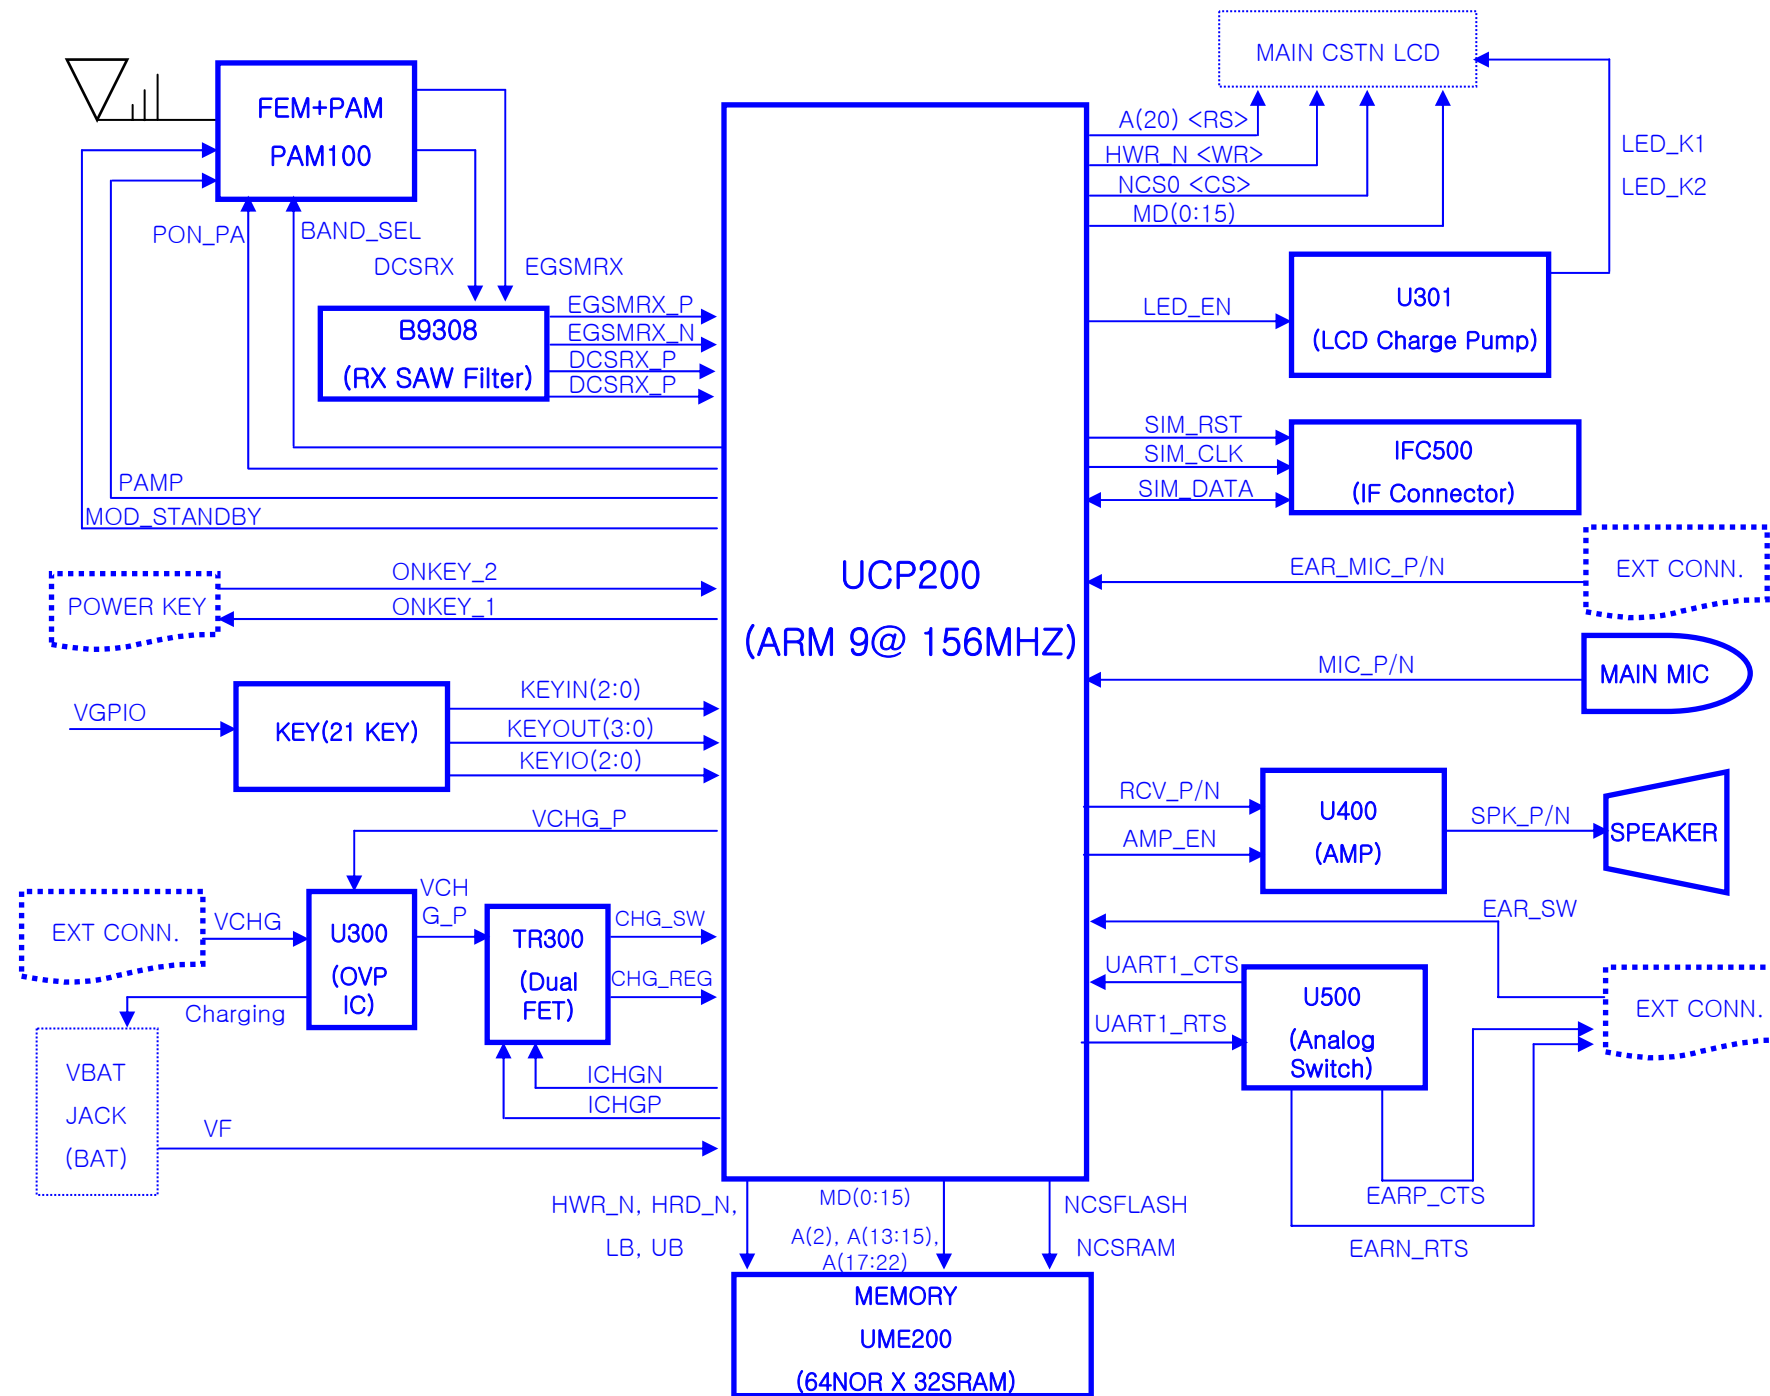 MAIN CSTN LCD
FEM+PAM
PAM100
A(20) <RS>
HWR_N <WR>
NCS0 <CS>
MD(0:15)
LED_K1
LED_K2
PON_PA
BAND_SEL
DCSRX
EGSMRX
B9308
(RX SAW Filter)
EGSMRX_P
EGSMRX_N
DCSRX_P
DCSRX_P
LED_EN
U301
(LCD Charge Pump)
PAMP
MOD_STANDBY
SIM_RST
SIM_CLK
SIM_DATA
IFC500
(IF Connector)
UCP200
(ARM 9@ 156MHZ)
POWER KEY
ONKEY_2
ONKEY_1
EAR_MIC_P/N
EXT CONN.
MIC_P/N
MAIN MIC
VGPIO
KEY(21 KEY)
KEYIN(2:0)
KEYOUT(3:0)
KEYIO(2:0)
RCV_P/N
AMP_EN
U400
(AMP)
SPK_P/N
SPEAKER
VCHG_P
EXT CONN.
VCHG
U300
(OVP
IC)
VCH
G_P
TR300
(Dual
FET)
CHG_SW
CHG_REG
Charging
EAR_SW
UART1_CTS
UART1_RTS
U500
(Analog
Switch)
EXT CONN.
VBAT
JACK
(BAT)
ICHGN
ICHGP
VF
EARP_CTS
EARN_RTS
HWR_N, HRD_N,
LB, UB
MD(0:15)
A(2), A(13:15),
A(17:22)
NCSFLASH
NCSRAM
MEMORY
UME200
(64NOR X 32SRAM)